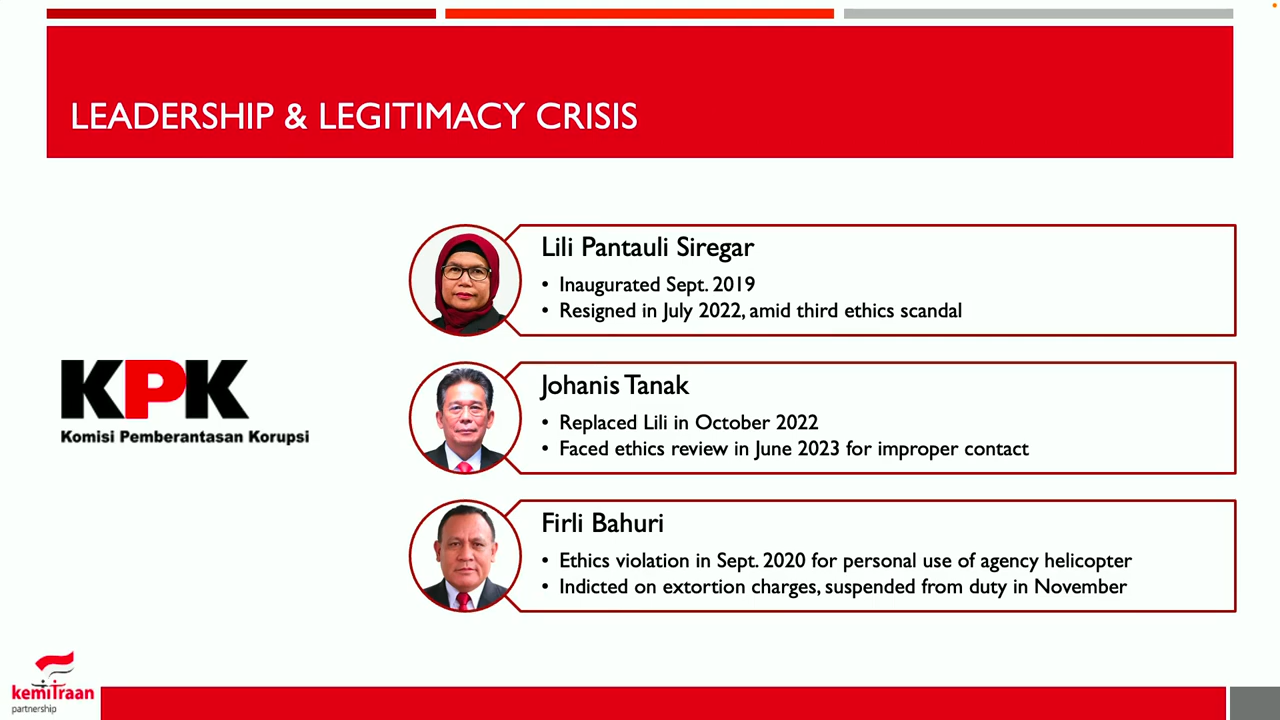 LEADERSHIP & LEGITIMACY CRISIS
Lili Pantauli Siregar
• Inaugurated Sept. 2019
• Resigned in July 2022, amid third ethics scandal
KPK
Komisi Pemberantasan Korupsi
Johanis Tanak
• Replaced Lili in October 2022
• Faced ethics review in June 2023 for improper contact
Firli Bahuri
• Ethics violation in Sept. 2020 for personal use of agency helicopter
• Indicted on extortion charges, suspended from duty in November
kemiTraan
partnership